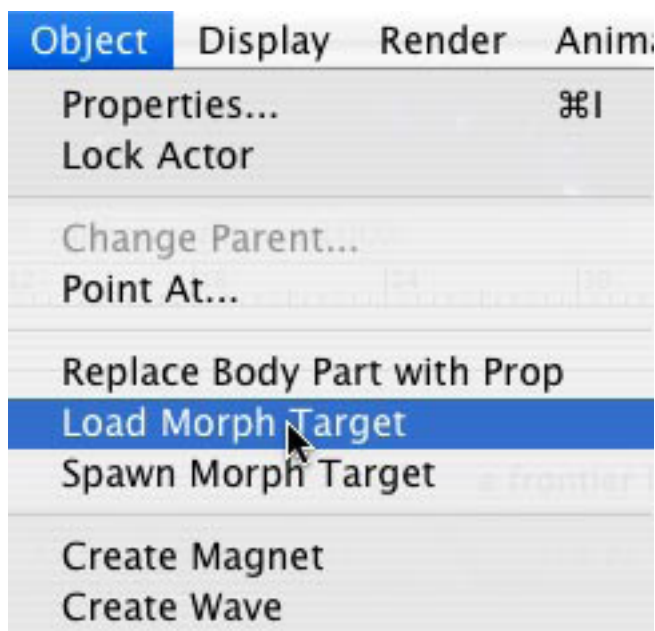 Object Display Render Anima
Properties... ⌘I
Lock Actor
Change Parent...
Point At...
Replace Body Part with Prop
Load Morph Target
Spawn Morph Target
Create Magnet
Create Wave